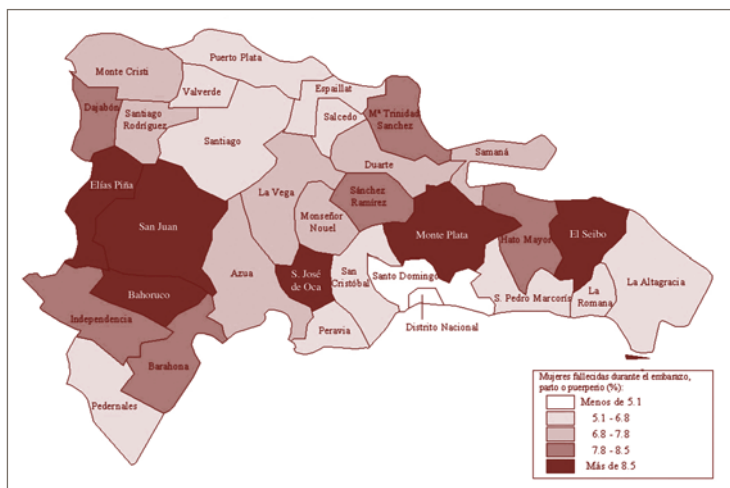 Puerto Plata
Monte Cristi
Valverde
Espaillat
Dajabón
Santiago
Rodríguez
Salcedo
Mª Trinidad
Sanchez
Santiago
Duarte
Samaná
Elías Piña
La Vega
Sánchez
Ramírez
San Juan
Monseñor
Nouel
Monte Plata
Hato Mayor
El Seibo
Bahoruco
Azua
S. José
de Oca
San
Cristóbal
Santo Domingo
La Altagracia
Independencia
Peravia
Distrito Nacional
S. Pedro Marcorís
La
Romana
Barahona
Pedernales
Mujeres fallecidas durante el embarazo,
parto o puerperio (%):
Menos de 5.1
5.1 - 6.8
6.8 - 7.8
7.8 - 8.5
Más de 8.5